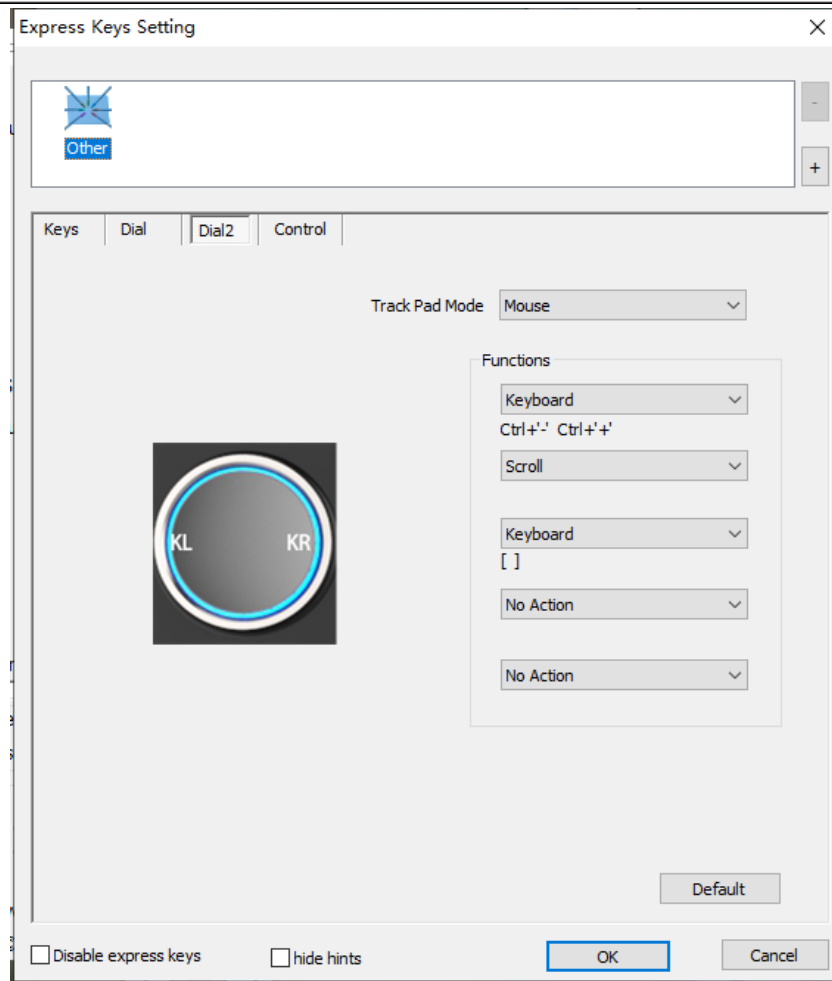 Express Keys Setting
-
Other
+
Keys Dial Dial2 Control
Track Pad Mode Mouse
Functions
Keyboard
Ctrl+'-' Ctrl+'+'
Scroll
KL KR
Keyboard
[ ]
No Action
No Action
Default
Disable express keys hide hints OK Cancel